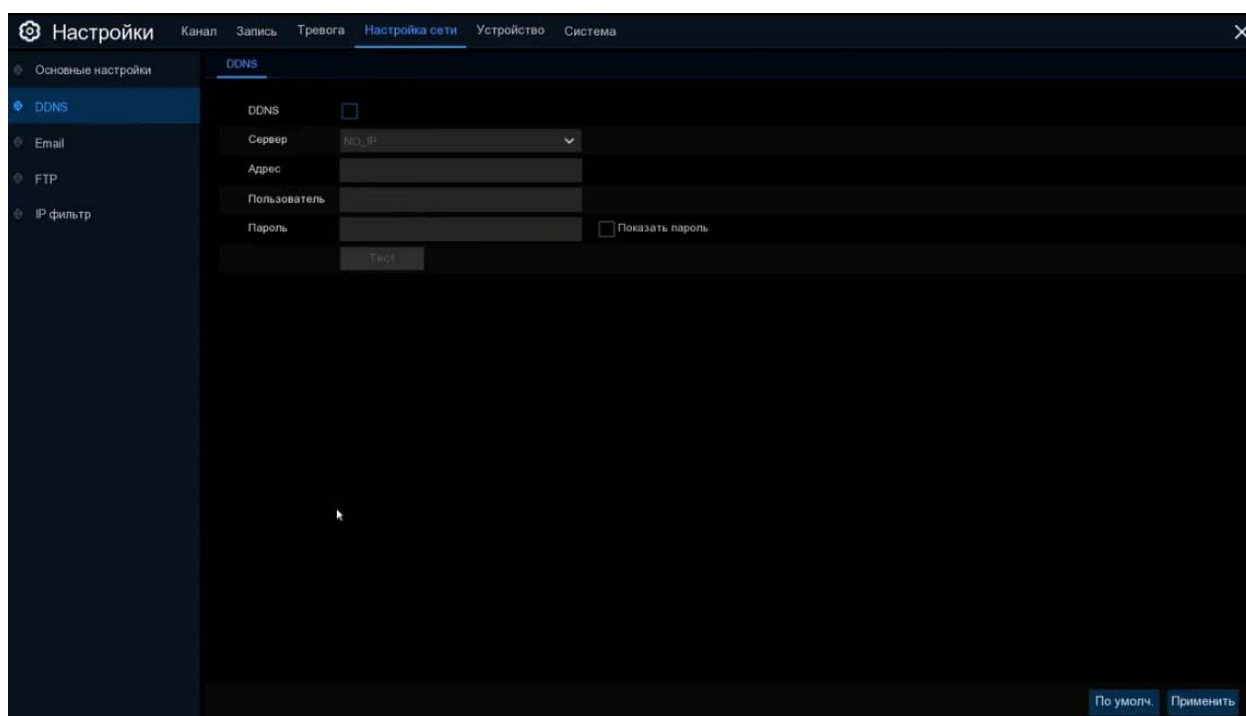 Настройки Канал Запись Тревога Настройка сети Устройство Система
Основные настройки
DDNS
Email
FTP
IP фильтр
DDNS
DDNS
Сервер NO_IP
Адрес
Пользователь
Пароль Показать пароль
Тест
По умолч. Применить